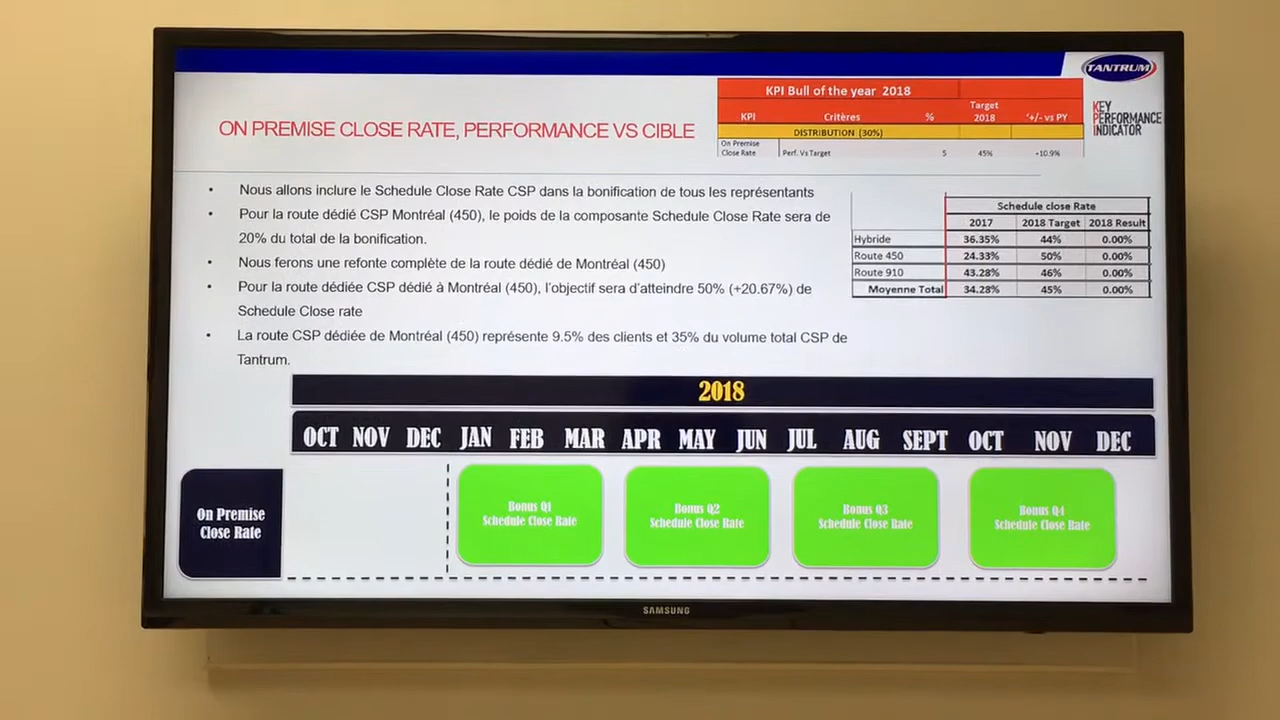 TANTRUM
KPI Bull of the year 2018
KPI Critères % Target 2018 '+/- vs PY
DISTRIBUTION (30%)
On Premise Close Rate Perf. Vs Target 5 45% +10.9%
KEY
PERFORMANCE
INDICATOR
ON PREMISE CLOSE RATE, PERFORMANCE VS CIBLE
• Nous allons inclure le Schedule Close Rate CSP dans la bonification de tous les représentants
• Pour la route dédié CSP Montréal (450), le poids de la composante Schedule Close Rate sera de
20% du total de la bonification.
• Nous ferons une refonte complète de la route dédié de Montréal (450)
• Pour la route dédiée CSP dédié à Montréal (450), l'objectif sera d'atteindre 50% (+20.67%) de
Schedule Close rate
• La route CSP dédiée de Montréal (450) représente 9.5% des clients et 35% du volume total CSP de
Tantrum.
Schedule close Rate
2017 2018 Target 2018 Result
Hybride 36.35% 44% 0.00%
Route 450 24.33% 50% 0.00%
Route 910 43.28% 46% 0.00%
Moyenne Total 34.28% 45% 0.00%
2018
OCT NOV DEC JAN FEB MAR APR MAY JUN JUL AUG SEPT OCT NOV DEC
On Premise
Close Rate
Bonus Q1
Schedule Close Rate
Bonus Q2
Schedule Close Rate
Bonus Q3
Schedule Close Rate
Bonus Q4
Schedule Close Rate
SAMSUNG